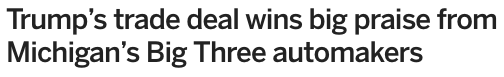 Trump’s trade deal wins big praise from
Michigan’s Big Three automakers